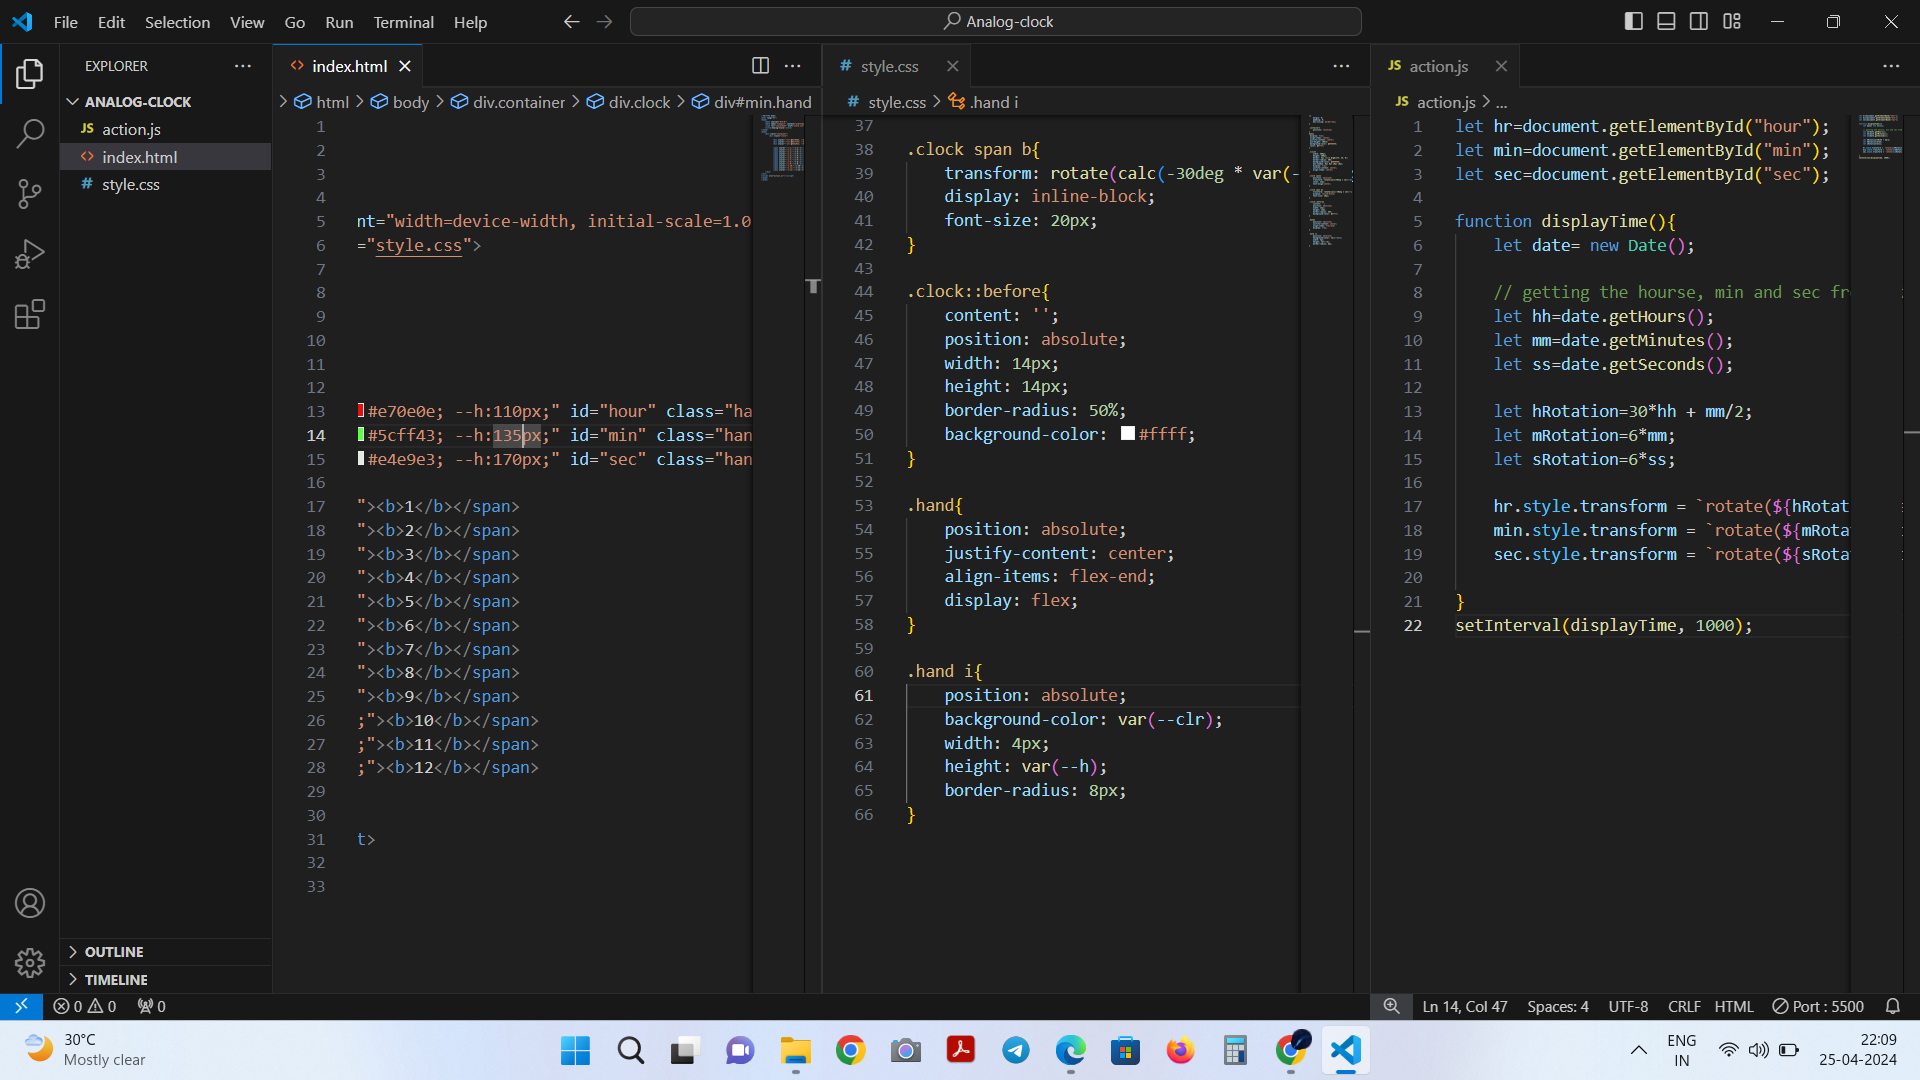 File Edit Selection View Go Run Terminal Help
Analog-clock
EXPLORER
ANALOG-CLOCK
JS action.js
<> index.html
# style.css
OUTLINE
TIMELINE
<> index.html
html > body > div.container > div.clock > div#min.hand
1
2
3
4
5 nt="width=device-width, initial-scale=1.0
6 ="style.css">
7
8
9
10
11
12
13 #e70e0e; --h:110px;" id="hour" class="ha
14 #5cff43; --h:135px;" id="min" class="han
15 #e4e9e3; --h:170px;" id="sec" class="han
16
17 "><b>1</b></span>
18 "><b>2</b></span>
19 "><b>3</b></span>
20 "><b>4</b></span>
21 "><b>5</b></span>
22 "><b>6</b></span>
23 "><b>7</b></span>
24 "><b>8</b></span>
25 "><b>9</b></span>
26 ;"><b>10</b></span>
27 ;"><b>11</b></span>
28 ;"><b>12</b></span>
29
30
31 t>
32
33
# style.css
# style.css > .hand i
37
38 .clock span b{
39 transform: rotate(calc(-30deg * var(-
40 display: inline-block;
41 font-size: 20px;
42 }
43
44 .clock::before{
45 content: '';
46 position: absolute;
47 width: 14px;
48 height: 14px;
49 border-radius: 50%;
50 background-color: #ffff;
51 }
52
53 .hand{
54 position: absolute;
55 justify-content: center;
56 align-items: flex-end;
57 display: flex;
58 }
59
60 .hand i{
61 position: absolute;
62 background-color: var(--clr);
63 width: 4px;
64 height: var(--h);
65 border-radius: 8px;
66 }
JS action.js
JS action.js > ...
1 let hr=document.getElementById("hour");
2 let min=document.getElementById("min");
3 let sec=document.getElementById("sec");
4
5 function displayTime(){
6 let date= new Date();
7
8 // getting the hourse, min and sec fr
9 let hh=date.getHours();
10 let mm=date.getMinutes();
11 let ss=date.getSeconds();
12
13 let hRotation=30*hh + mm/2;
14 let mRotation=6*mm;
15 let sRotation=6*ss;
16
17 hr.style.transform = `rotate(${hRotat
18 min.style.transform = `rotate(${mRota
19 sec.style.transform = `rotate(${sRota
20
21 }
22 setInterval(displayTime, 1000);
0 0 0
Ln 14, Col 47 Spaces: 4 UTF-8 CRLF HTML Port : 5500
30°C
Mostly clear
ENG
IN
22:09
25-04-2024